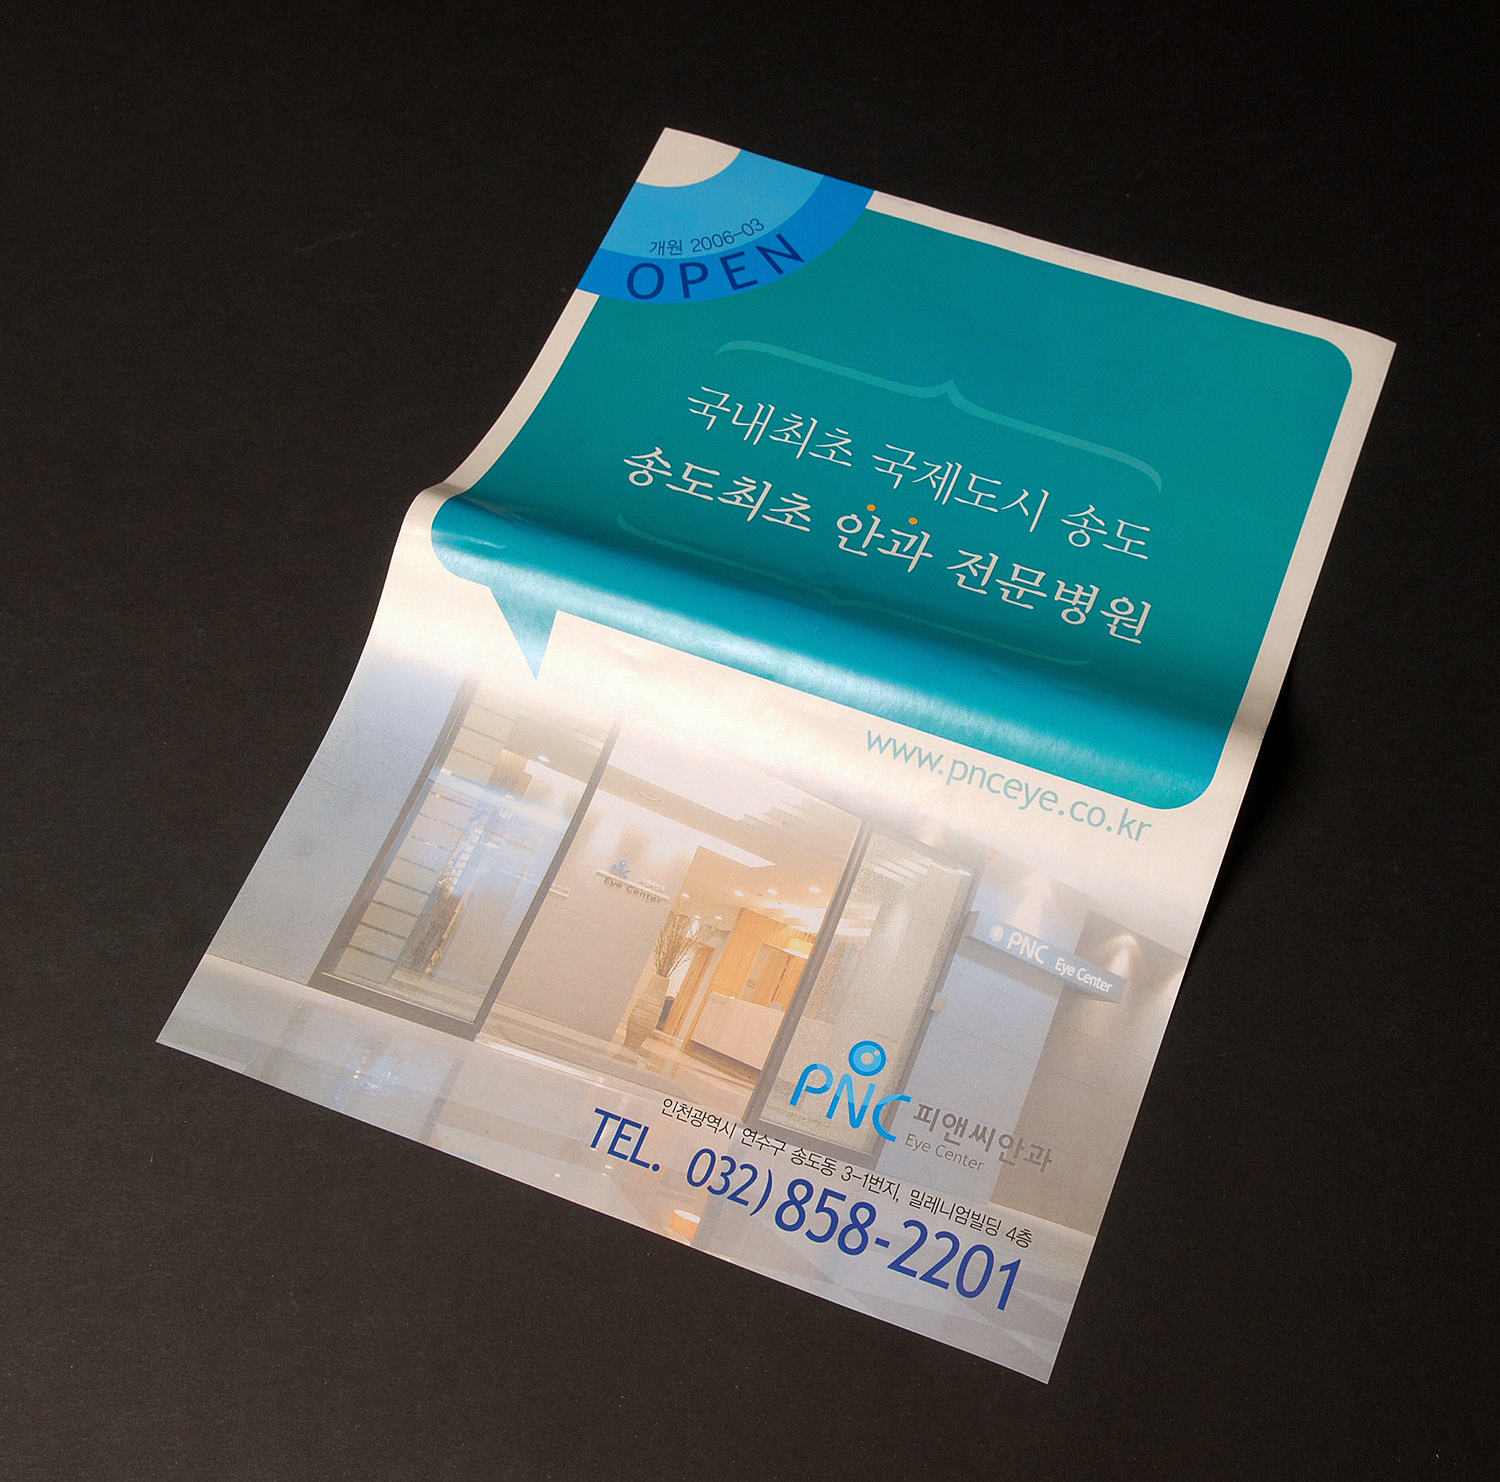 개원 2006-03
OPEN
국내최초 국제도시 송도
송도최초 안과 전문병원
www.pnceye.co.kr
Eye Center
PNC Eye Center
PNC 피앤씨안과
Eye Center
인천광역시 연수구 송도동 3-1번지, 밀레니엄빌딩 4층
TEL. 032) 858-2201